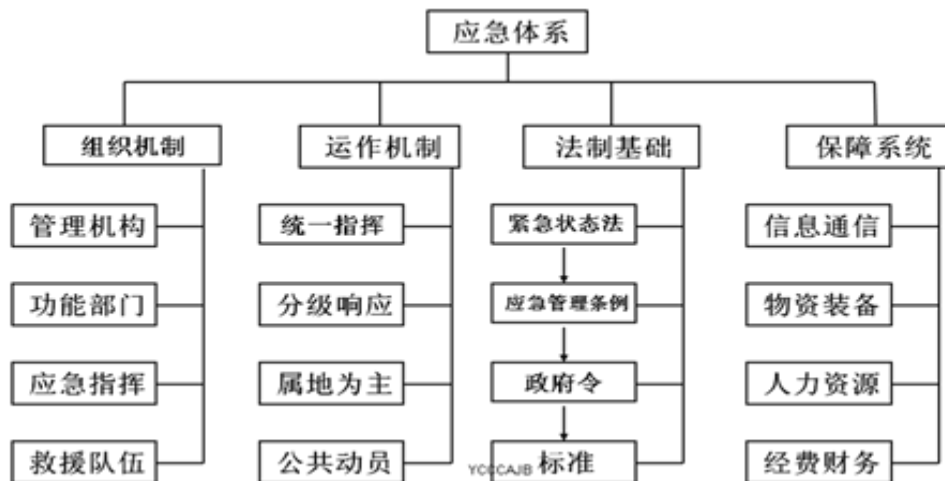 应急体系
组织机制
运作机制
法制基础
保障系统
管理机构
统一指挥
紧急状态法
信息通信
功能部门
分级响应
应急管理条例
物资装备
应急指挥
属地为主
政府令
人力资源
救援队伍
公共动员
标准
经费财务
YCCCAJB